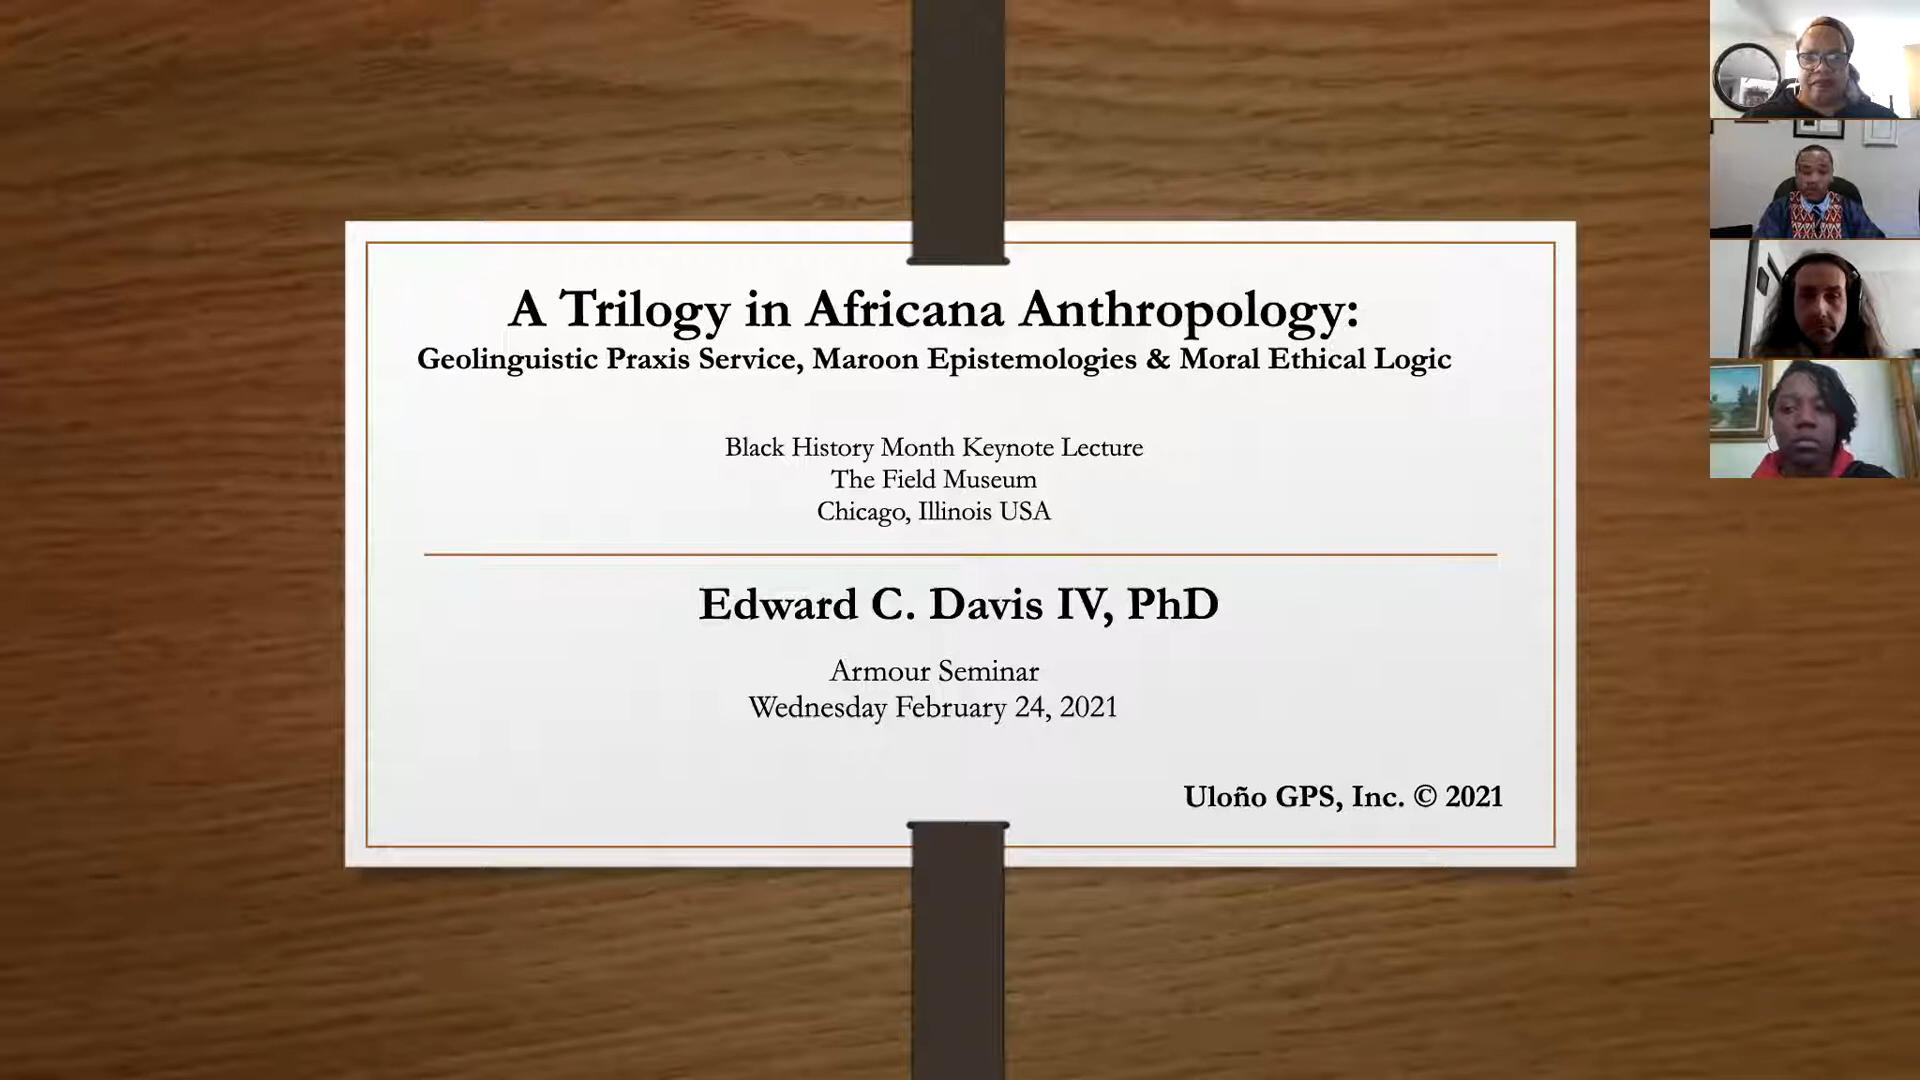 A Trilogy in Africana Anthropology:
Geolinguistic Praxis Service, Maroon Epistemologies & Moral Ethical Logic
Black History Month Keynote Lecture
The Field Museum
Chicago, Illinois USA
Edward C. Davis IV, PhD
Armour Seminar
Wednesday February 24, 2021
Uloño GPS, Inc. © 2021